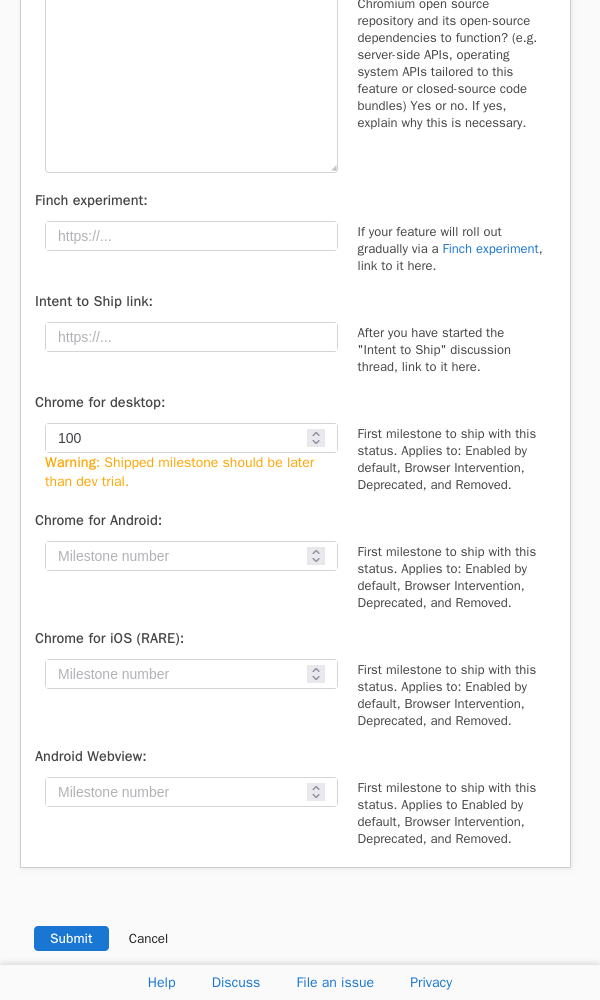 Chromium open source
repository and its open-source
dependencies to function? (e.g.
server-side APIs, operating
system APIs tailored to this
feature or closed-source code
bundles) Yes or no. If yes,
explain why this is necessary.
Finch experiment:
https://...
If your feature will roll out
gradually via a Finch experiment,
link to it here.
Intent to Ship link:
https://...
After you have started the
"Intent to Ship" discussion
thread, link to it here.
Chrome for desktop:
100
Warning: Shipped milestone should be later
than dev trial.
First milestone to ship with this
status. Applies to: Enabled by
default, Browser Intervention,
Deprecated, and Removed.
Chrome for Android:
Milestone number
First milestone to ship with this
status. Applies to: Enabled by
default, Browser Intervention,
Deprecated, and Removed.
Chrome for iOS (RARE):
Milestone number
First milestone to ship with this
status. Applies to: Enabled by
default, Browser Intervention,
Deprecated, and Removed.
Android Webview:
Milestone number
First milestone to ship with this
status. Applies to Enabled by
default, Browser Intervention,
Deprecated, and Removed.
Submit Cancel
Help Discuss File an issue Privacy